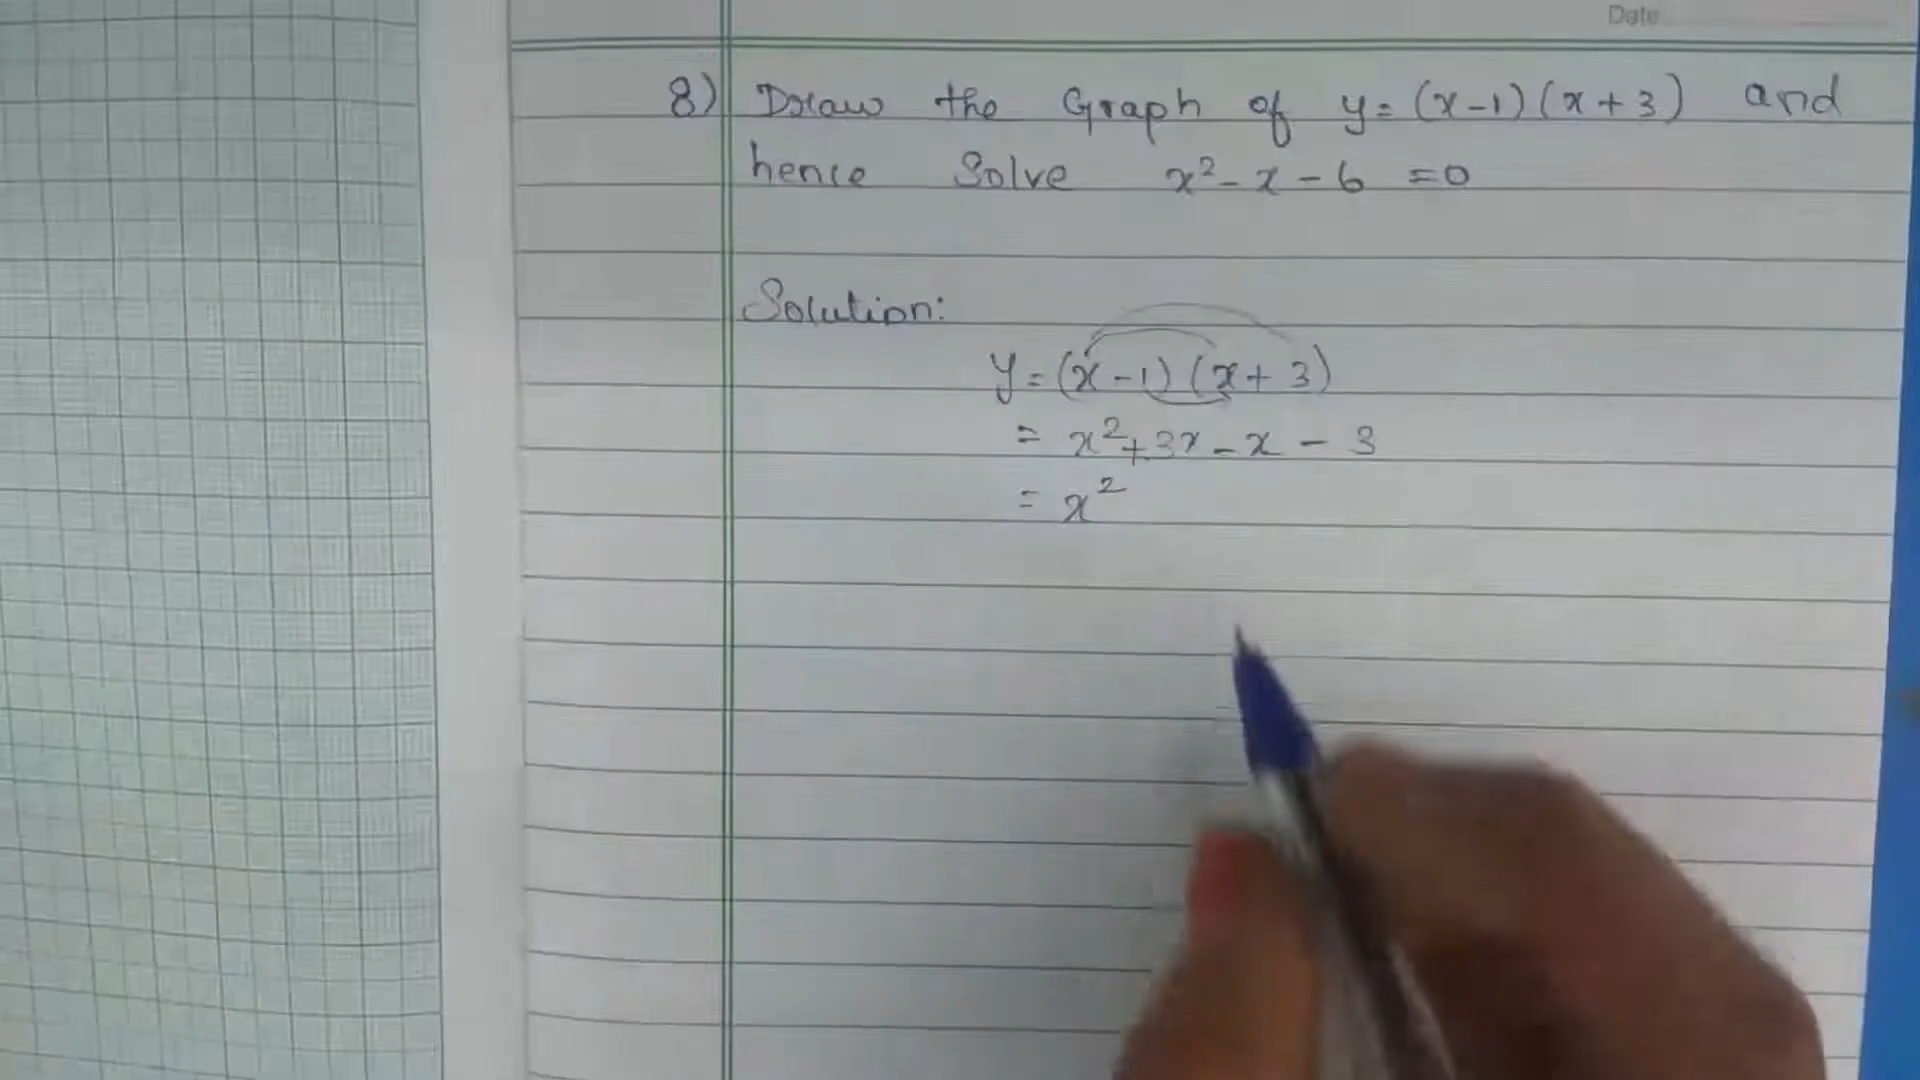 Date
8) Draw the Graph of y=(x-1)(x+3) and
hence Solve x²-x-6=0
Solution:
y=(x-1)(x+3)
= x²+3x-x-3
= x²